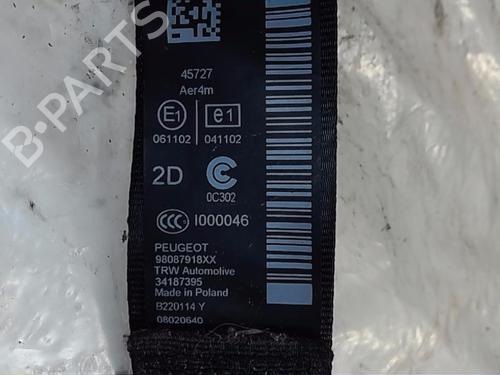 B-PARTS
45727
Aer4m
E1 e1
061102 041102
2D
0C302
CCC I000046
PEUGEOT
98087918XX
TRW Automotive
34187395
Made in Poland
B220114 Y
08020640